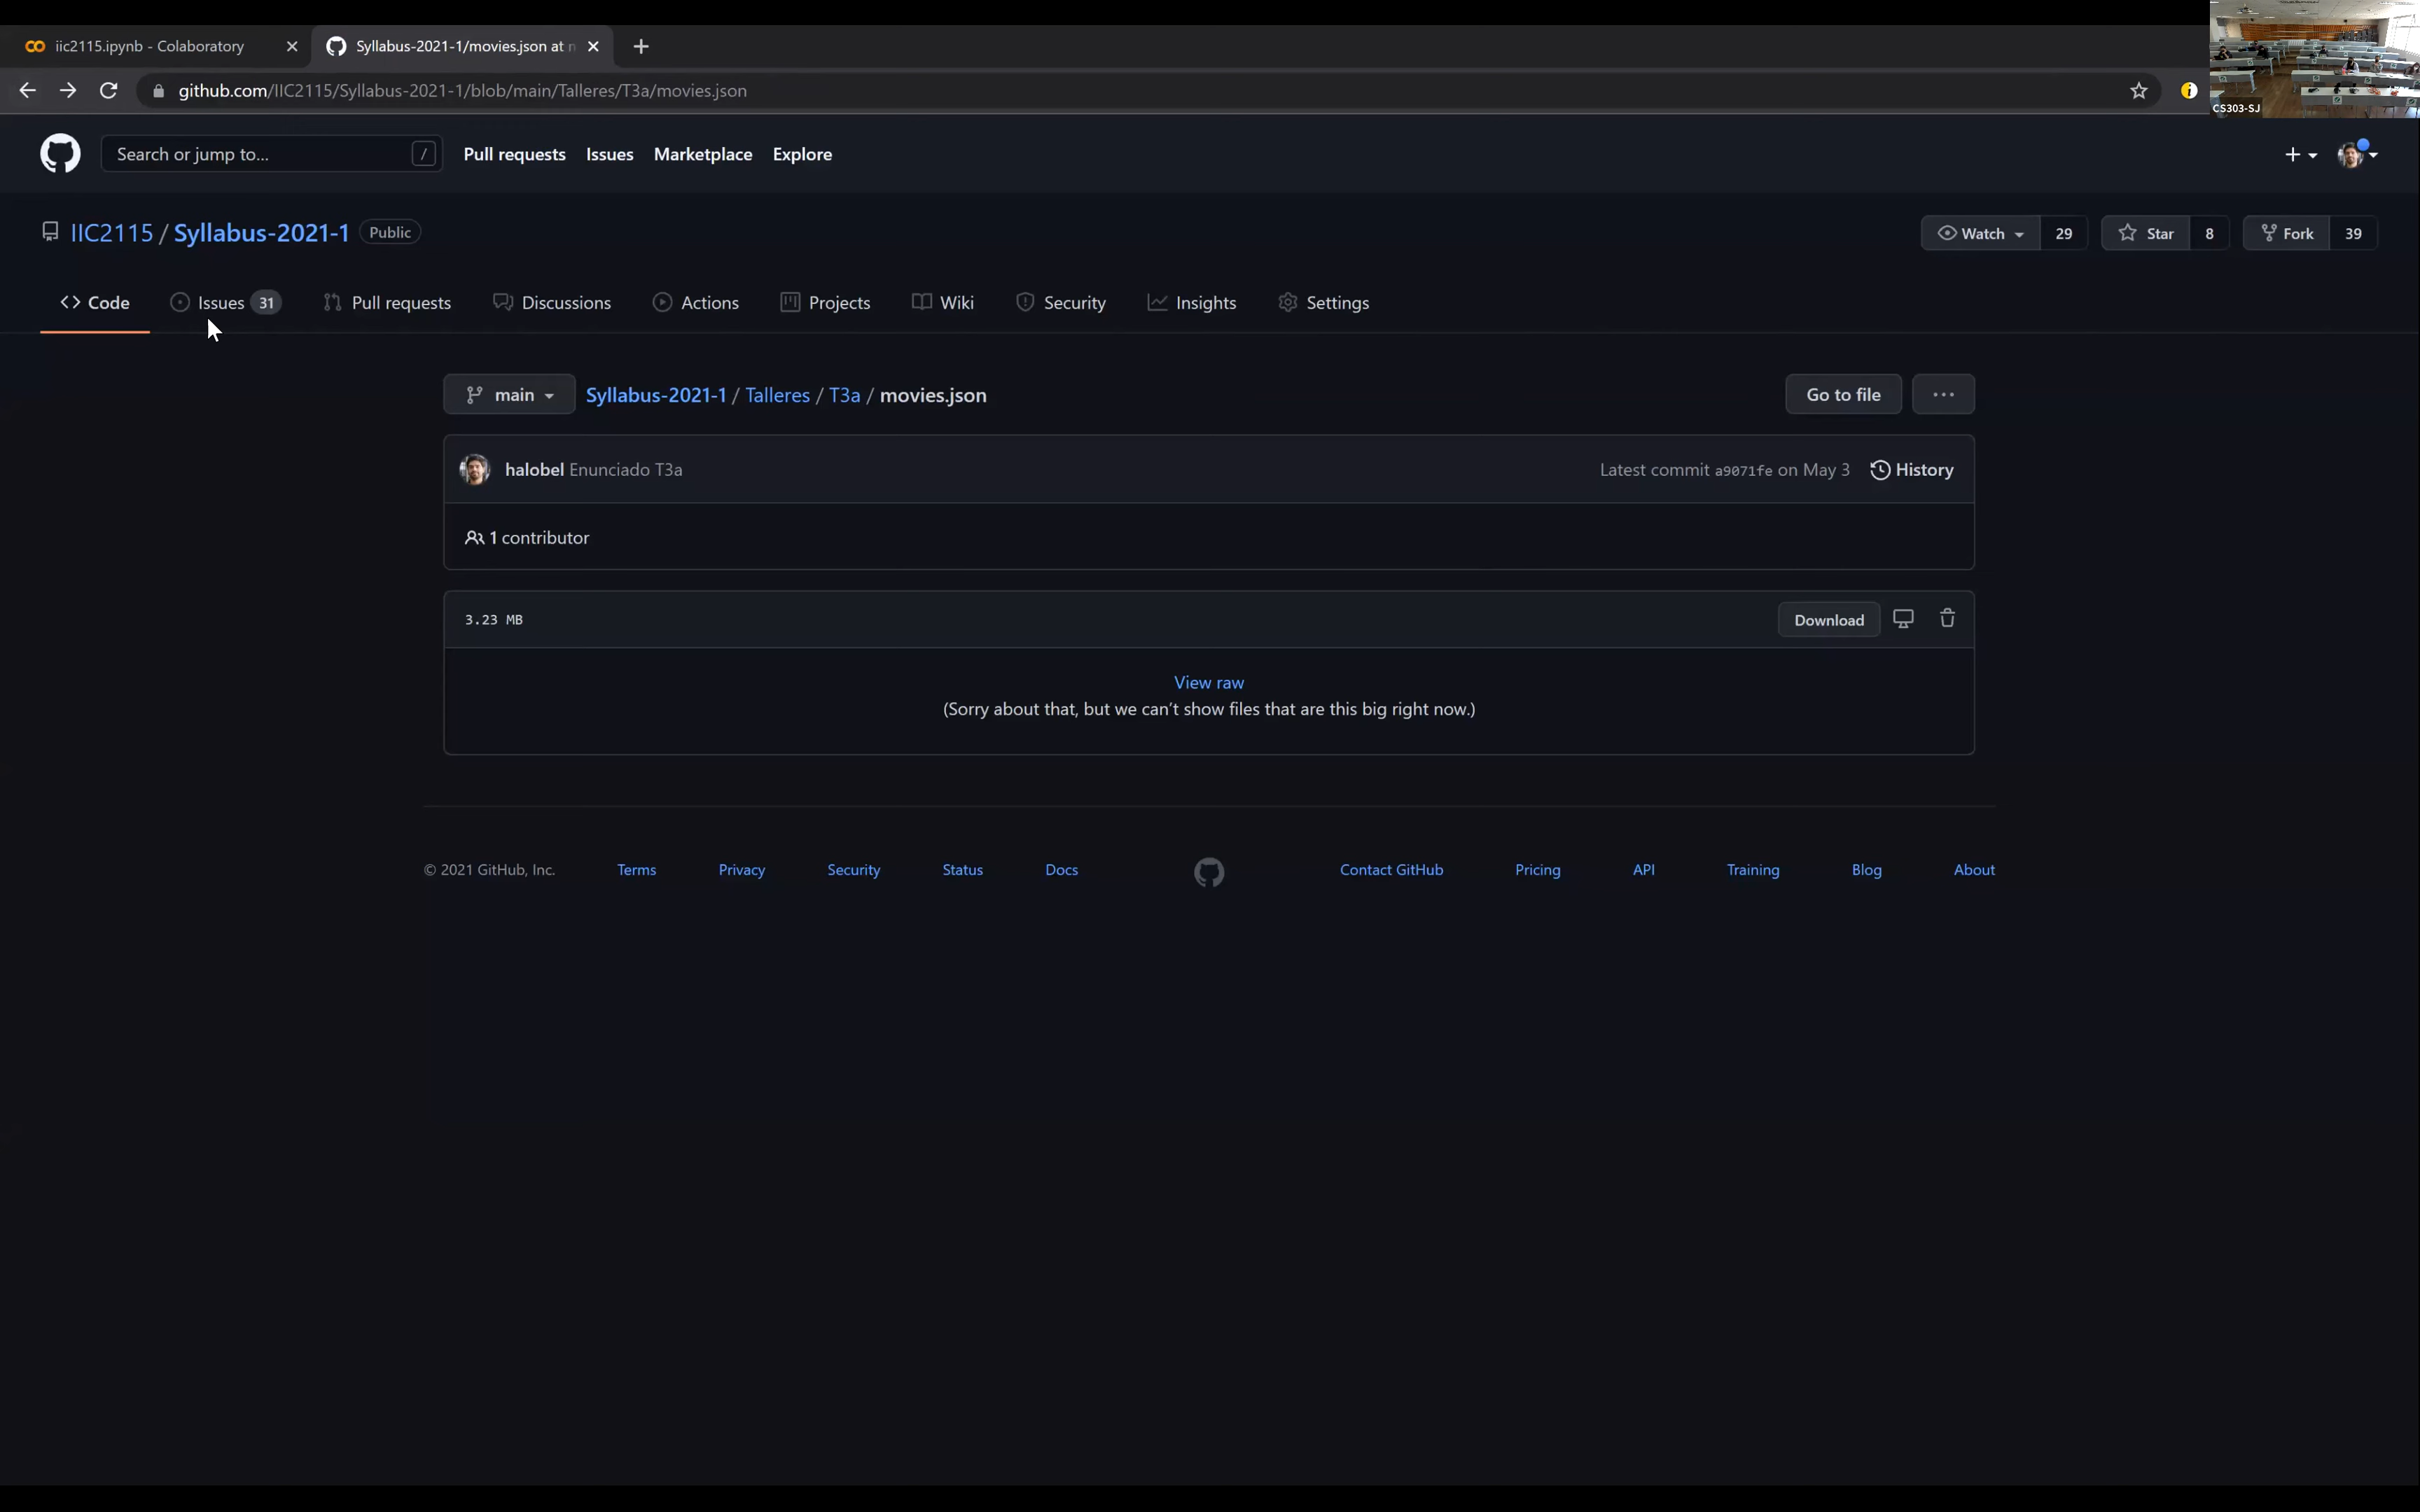 iic2115.ipynb - Colaboratory
Syllabus-2021-1/movies.json at
github.com/IIC2115/Syllabus-2021-1/blob/main/Talleres/T3a/movies.json
CS303-SJ
Search or jump to... /
Pull requests Issues Marketplace Explore
IIC2115 / Syllabus-2021-1 Public
Watch 29 Star 8 Fork 39
Code Issues 31 Pull requests Discussions Actions Projects Wiki Security Insights Settings
main Syllabus-2021-1 / Talleres / T3a / movies.json Go to file ...
halobel Enunciado T3a Latest commit a9071fe on May 3 History
1 contributor
3.23 MB Download
View raw
(Sorry about that, but we can't show files that are this big right now.)
© 2021 GitHub, Inc. Terms Privacy Security Status Docs Contact GitHub Pricing API Training Blog About